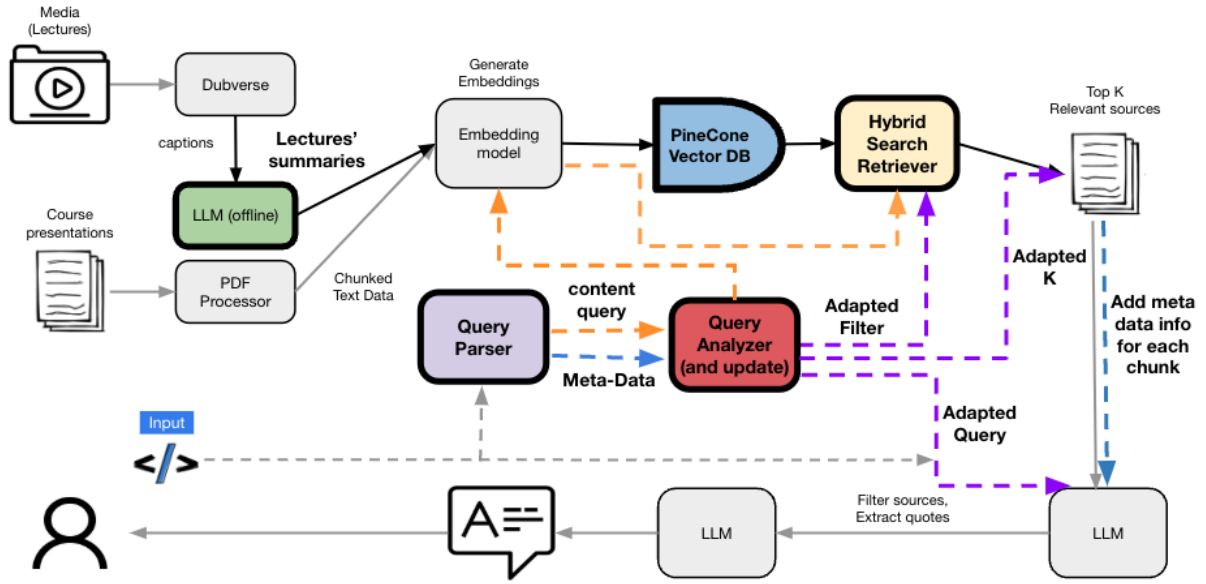 Media
(Lectures)
Dubverse
captions
Lectures'
summaries
LLM (offline)
Course
presentations
PDF
Processor
Chunked
Text Data
Generate
Embeddings
Embedding
model
PineCone
Vector DB
Hybrid
Search
Retriever
Top K
Relevant sources
Query
Parser
content
query
Meta-Data
Query
Analyzer
(and update)
Adapted
Filter
Adapted
K
Add meta
data info
for each
chunk
Adapted
Query
Input
</>
A
LLM
Filter sources,
Extract quotes
LLM